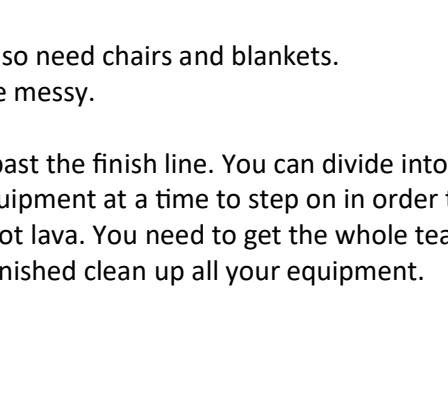 so need chairs and blankets.
e messy.
past the finish line. You can divide into
uipment at a time to step on in order t
ot lava. You need to get the whole tea
nished clean up all your equipment.